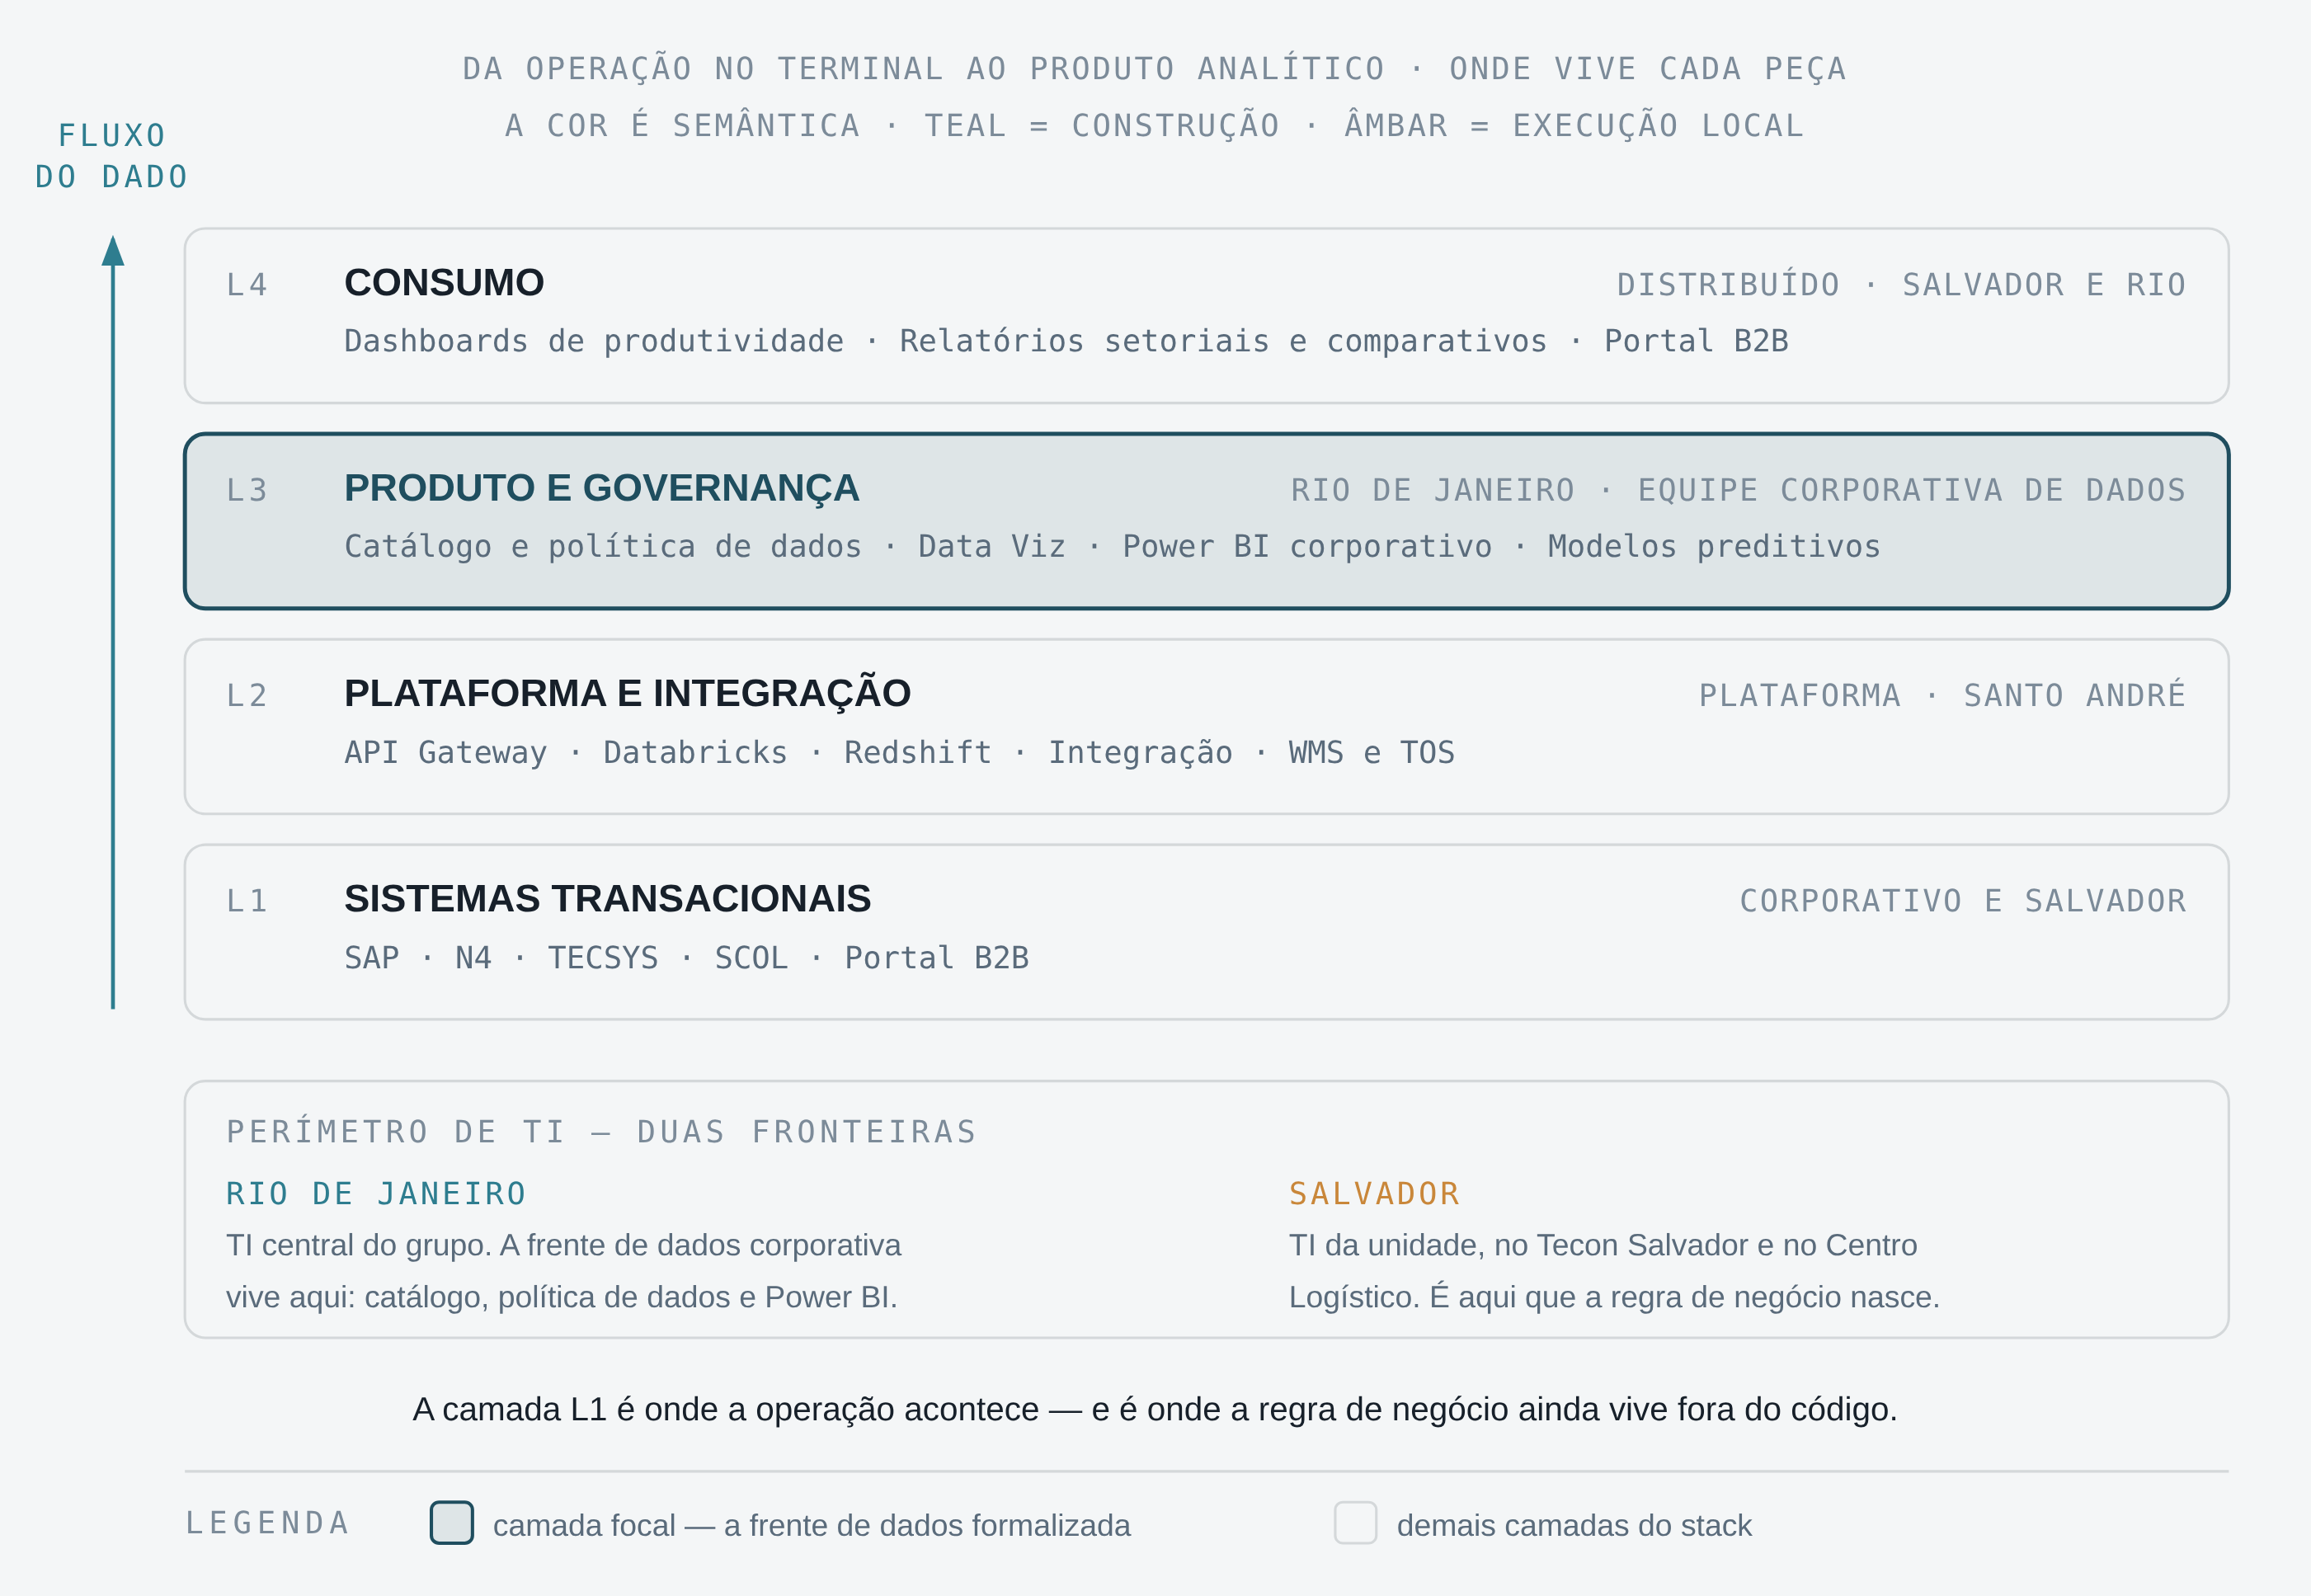 DA OPERAÇÃO NO TERMINAL AO PRODUTO ANALÍTICO · ONDE VIVE CADA PEÇA
A COR É SEMÂNTICA · TEAL = CONSTRUÇÃO · ÂMBAR = EXECUÇÃO LOCAL
FLUXO
DO DADO
L4 CONSUMO DISTRIBUÍDO · SALVADOR E RIO
Dashboards de produtividade · Relatórios setoriais e comparativos · Portal B2B
L3 PRODUTO E GOVERNANÇA RIO DE JANEIRO · EQUIPE CORPORATIVA DE DADOS
Catálogo e política de dados · Data Viz · Power BI corporativo · Modelos preditivos
L2 PLATAFORMA E INTEGRAÇÃO PLATAFORMA · SANTO ANDRÉ
API Gateway · Databricks · Redshift · Integração · WMS e TOS
L1 SISTEMAS TRANSACIONAIS CORPORATIVO E SALVADOR
SAP · N4 · TECSYS · SCOL · Portal B2B
PERÍMETRO DE TI — DUAS FRONTEIRAS
RIO DE JANEIRO
TI central do grupo. A frente de dados corporativa
vive aqui: catálogo, política de dados e Power BI.
SALVADOR
TI da unidade, no Tecon Salvador e no Centro
Logístico. É aqui que a regra de negócio nasce.
A camada L1 é onde a operação acontece — e é onde a regra de negócio ainda vive fora do código.
LEGENDA camada focal — a frente de dados formalizada demais camadas do stack